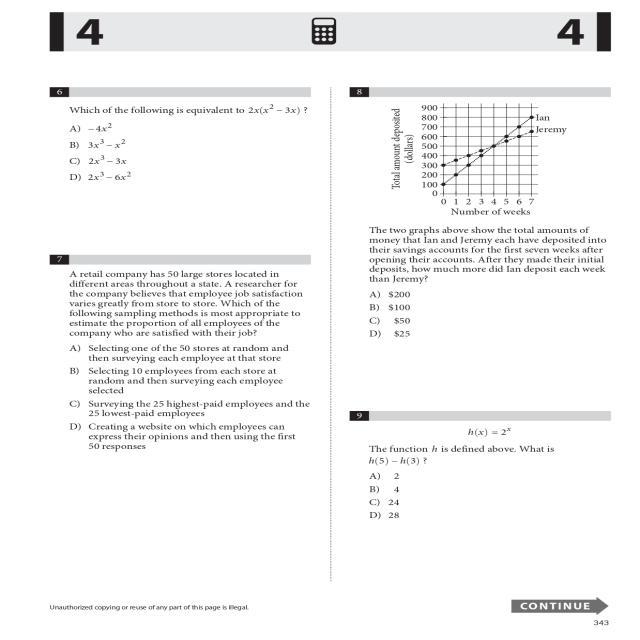 4
4
6
Which of the following is equivalent to 2x(x² − 3x) ?
A) −4x²
B) 3x³ − x²
C) 2x³ − 3x
D) 2x³ − 6x²
7
A retail company has 50 large stores located in
different areas throughout a state. A researcher for
the company believes that employee job satisfaction
varies greatly from store to store. Which of the
following sampling methods is most appropriate to
estimate the proportion of all employees of the
company who are satisfied with their job?
A) Selecting one of the 50 stores at random and
then surveying each employee at that store
B) Selecting 10 employees from each store at
random and then surveying each employee
selected
C) Surveying the 25 highest-paid employees and the
25 lowest-paid employees
D) Creating a website on which employees can
express their opinions and then using the first
50 responses
8
Total amount deposited
(dollars)
900
800
700
600
500
400
300
200
100
0
Ian
Jeremy
0 1 2 3 4 5 6 7
Number of weeks
The two graphs above show the total amounts of
money that Ian and Jeremy each have deposited into
their savings accounts for the first seven weeks after
opening their accounts. After they made their initial
deposits, how much more did Ian deposit each week
than Jeremy?
A) $200
B) $100
C) $50
D) $25
9
h(x) = 2ˣ
The function h is defined above. What is
h(5) − h(3) ?
A) 2
B) 4
C) 24
D) 28
Unauthorized copying or reuse of any part of this page is illegal.
CONTINUE
343